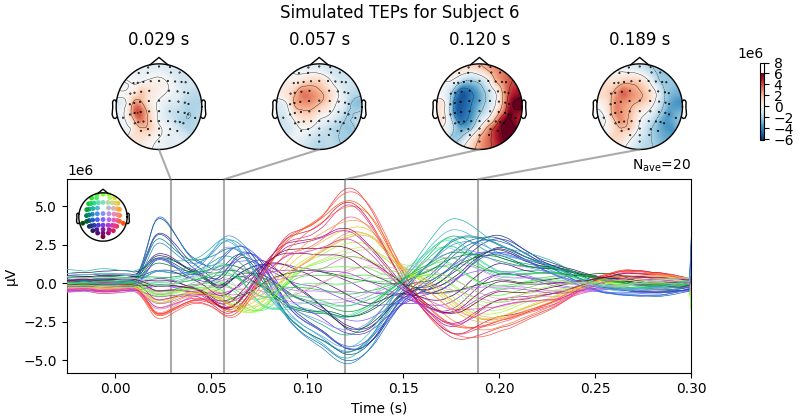 Simulated TEPs for Subject 6
0.029 s
0.057 s
0.120 s
0.189 s
1e6
8
6
4
2
0
−2
−4
−6
N_ave=20
1e6
5.0
2.5
0.0
−2.5
−5.0
µV
0.00
0.05
0.10
0.15
0.20
0.25
0.30
Time (s)